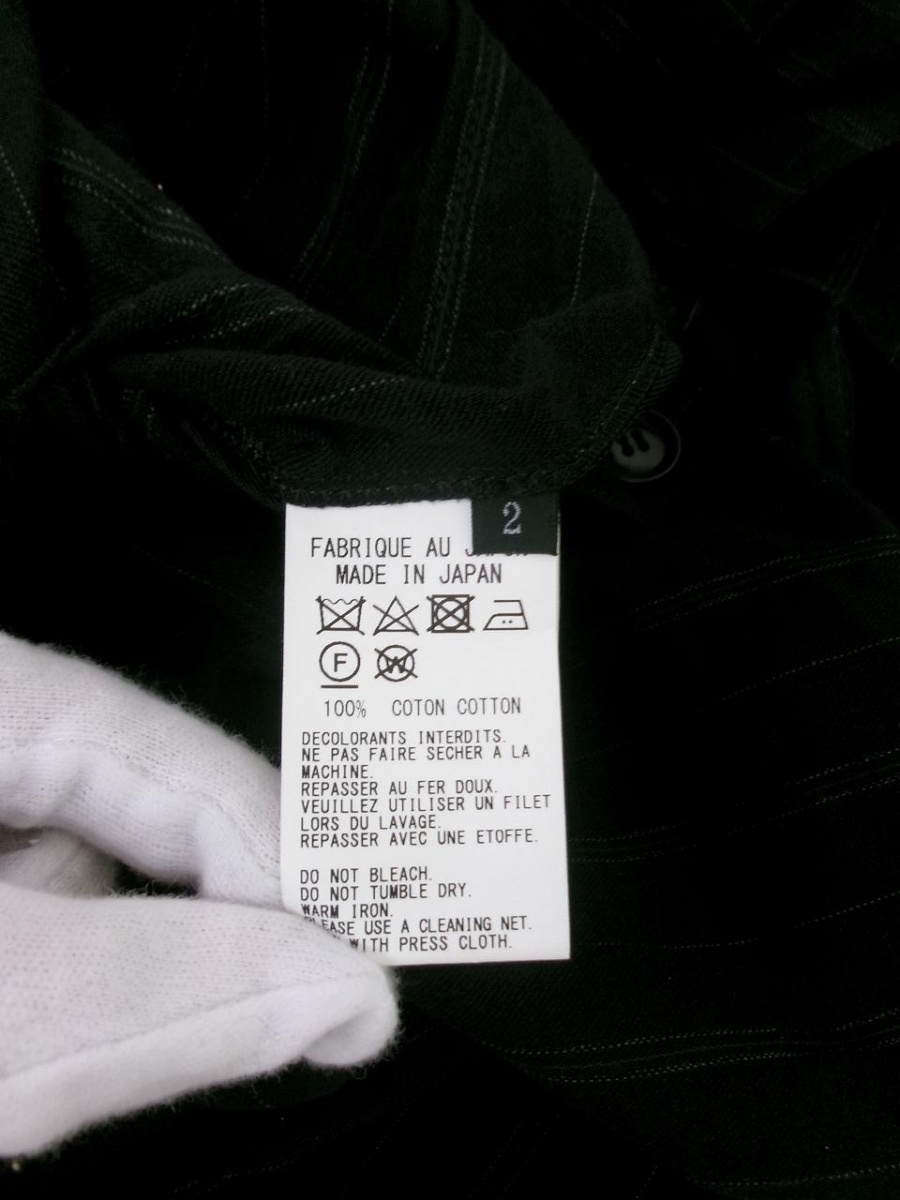 2
FABRIQUE AU
MADE IN JAPAN
F
W
100% COTON COTTON
DECOLORANTS INTERDITS.
NE PAS FAIRE SECHER A LA
MACHINE.
REPASSER AU FER DOUX.
VEUILLEZ UTILISER UN FILET
LORS DU LAVAGE.
REPASSER AVEC UNE ETOFFE.
DO NOT BLEACH.
DO NOT TUMBLE DRY.
WARM IRON.
PLEASE USE A CLEANING NET.
WITH PRESS CLOTH.